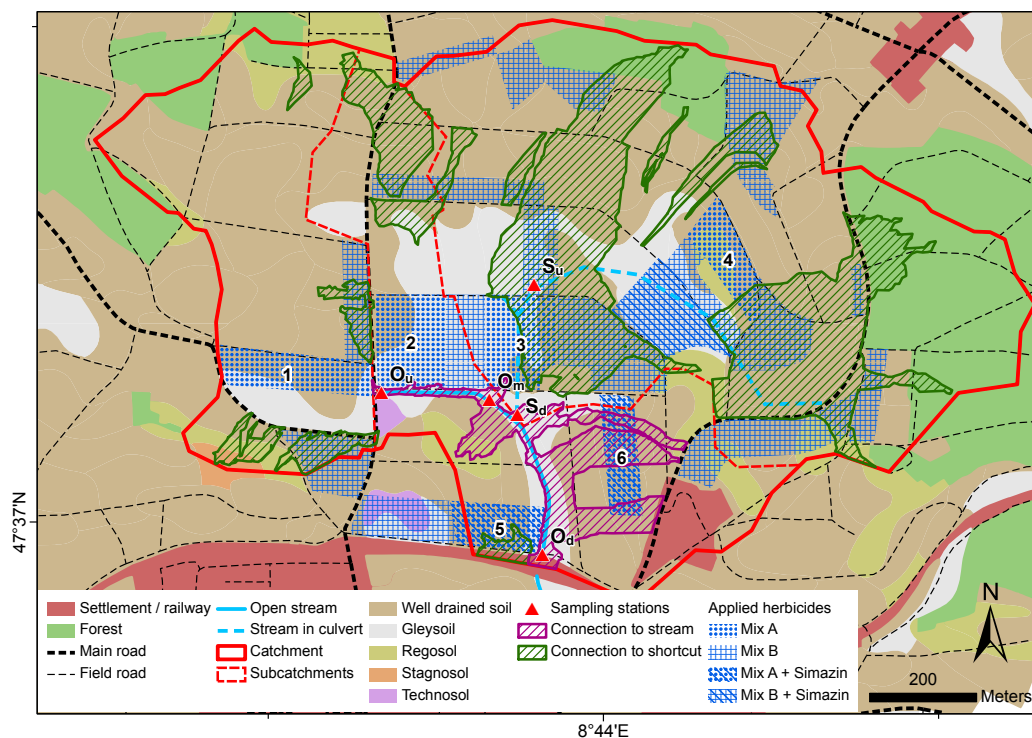 4
Su
2
3
1
Ou
Om
Sd
6
5
Od
47°37'N
Settlement / railway
Forest
Main road
Field road
Open stream
Stream in culvert
Catchment
Subcatchments
Well drained soil
Gleysoil
Regosol
Stagnosol
Technosol
Sampling stations
Connection to stream
Connection to shortcut
Applied herbicides
Mix A
Mix B
Mix A + Simazin
Mix B + Simazin
N
200
Meters
8°44'E